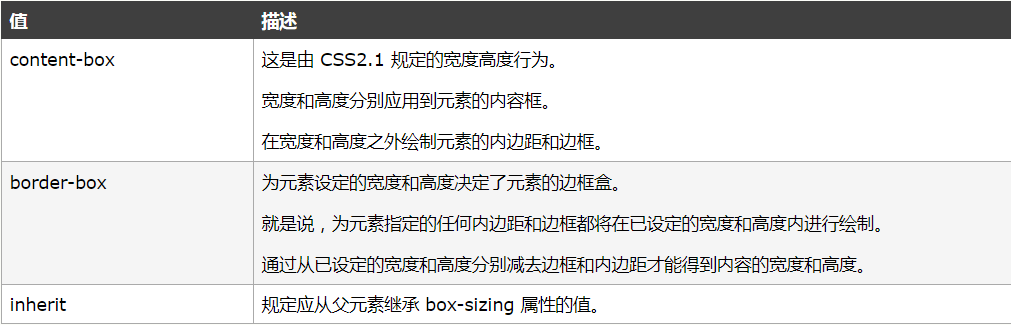 值 描述
content-box 这是由 CSS2.1 规定的宽度高度行为。
宽度和高度分别应用到元素的内容框。
在宽度和高度之外绘制元素的内边距和边框。
border-box 为元素设定的宽度和高度决定了元素的边框盒。
就是说，为元素指定的任何内边距和边框都将在已设定的宽度和高度内进行绘制。
通过从已设定的宽度和高度分别减去边框和内边距才能得到内容的宽度和高度。
inherit 规定应从父元素继承 box-sizing 属性的值。